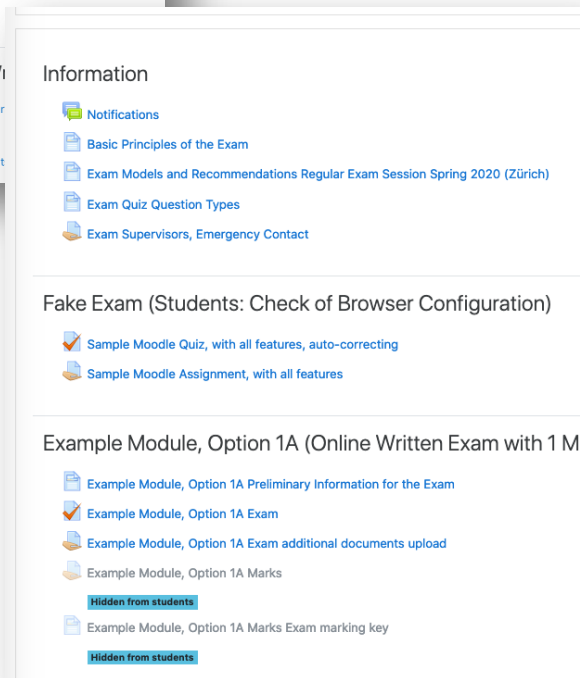 Information
Notifications
Basic Principles of the Exam
Exam Models and Recommendations Regular Exam Session Spring 2020 (Zürich)
Exam Quiz Question Types
Exam Supervisors, Emergency Contact
Fake Exam (Students: Check of Browser Configuration)
Sample Moodle Quiz, with all features, auto-correcting
Sample Moodle Assignment, with all features
Example Module, Option 1A (Online Written Exam with 1 M
Example Module, Option 1A Preliminary Information for the Exam
Example Module, Option 1A Exam
Example Module, Option 1A Exam additional documents upload
Example Module, Option 1A Marks
Hidden from students
Example Module, Option 1A Marks Exam marking key
Hidden from students